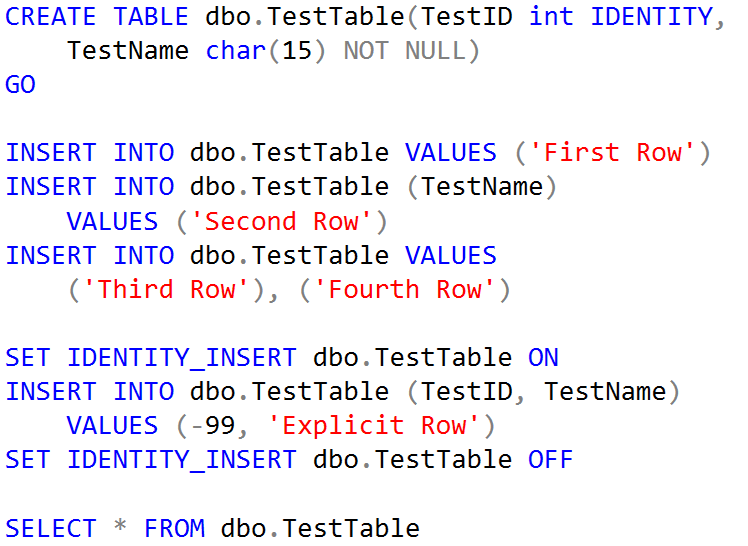 CREATE TABLE dbo.TestTable(TestID int IDENTITY,
    TestName char(15) NOT NULL)
GO

INSERT INTO dbo.TestTable VALUES ('First Row')
INSERT INTO dbo.TestTable (TestName)
    VALUES ('Second Row')
INSERT INTO dbo.TestTable VALUES
    ('Third Row'), ('Fourth Row')

SET IDENTITY_INSERT dbo.TestTable ON
INSERT INTO dbo.TestTable (TestID, TestName)
    VALUES (-99, 'Explicit Row')
SET IDENTITY_INSERT dbo.TestTable OFF

SELECT * FROM dbo.TestTable